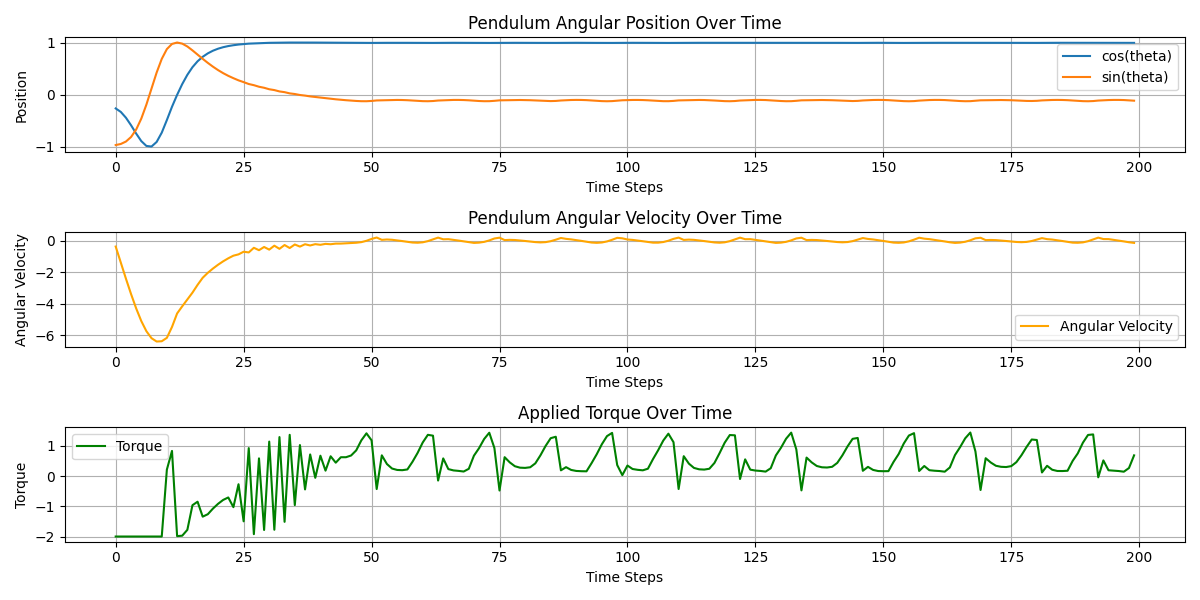 Pendulum Angular Position Over Time
1
0
−1
Position
cos(theta)
sin(theta)
0 25 50 75 100 125 150 175 200
Time Steps
Pendulum Angular Velocity Over Time
0
−2
−4
−6
Angular Velocity
Angular Velocity
0 25 50 75 100 125 150 175 200
Time Steps
Applied Torque Over Time
1
0
−1
−2
Torque
Torque
0 25 50 75 100 125 150 175 200
Time Steps